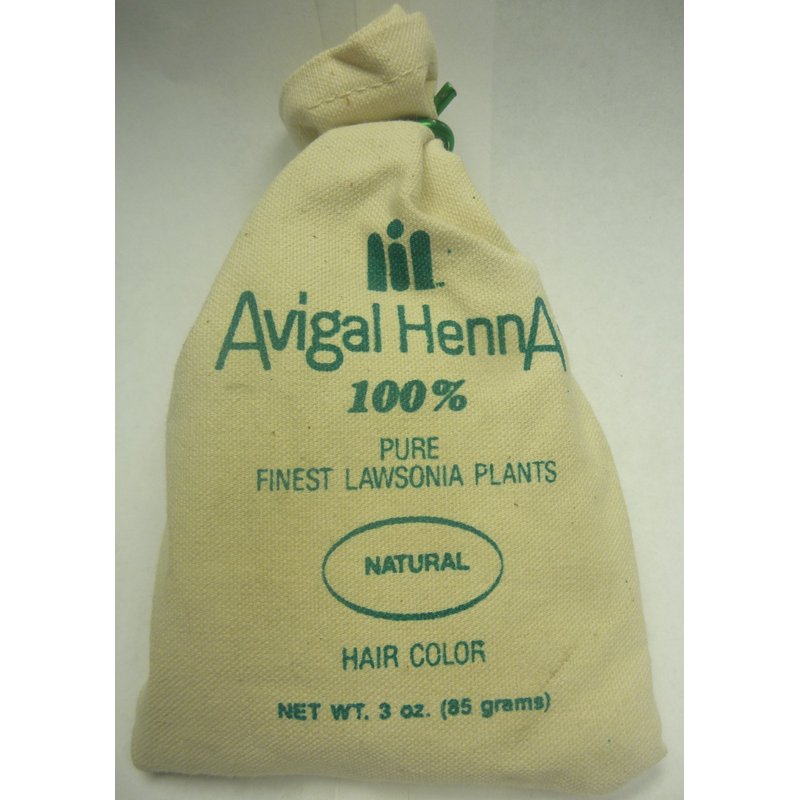 Avigal HennA
100%
PURE
FINEST LAWSONIA PLANTS
NATURAL
HAIR COLOR
NET WT. 3 oz. (85 grams)